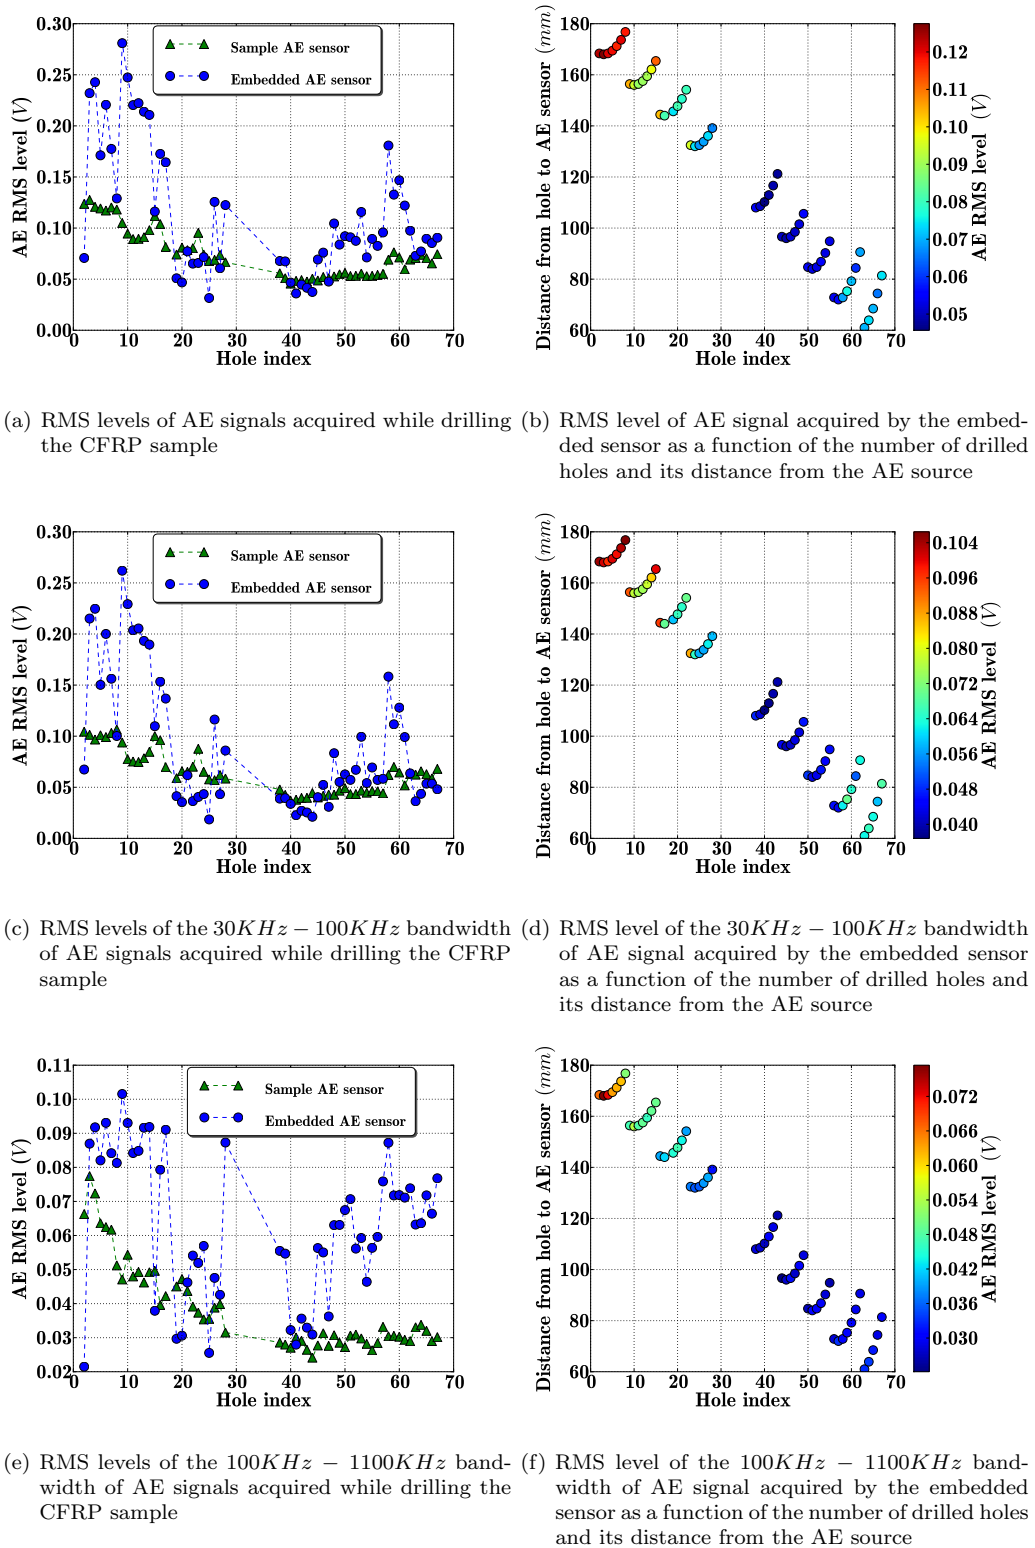 0.30
0.25
0.20
0.15
0.10
0.05
0.00
AE RMS level (V)
Sample AE sensor
Embedded AE sensor
0 10 20 30 40 50 60 70
Hole index
180
160
140
120
100
80
60
Distance from hole to AE sensor (mm)
0 10 20 30 40 50 60 70
Hole index
0.12
0.11
0.10
0.09
0.08
0.07
0.06
0.05
AE RMS level (V)
(a) RMS levels of AE signals acquired while drilling
the CFRP sample
(b) RMS level of AE signal acquired by the embed-
ded sensor as a function of the number of drilled
holes and its distance from the AE source
0.30
0.25
0.20
0.15
0.10
0.05
0.00
AE RMS level (V)
Sample AE sensor
Embedded AE sensor
0 10 20 30 40 50 60 70
Hole index
180
160
140
120
100
80
60
Distance from hole to AE sensor (mm)
0 10 20 30 40 50 60 70
Hole index
0.104
0.096
0.088
0.080
0.072
0.064
0.056
0.048
0.040
AE RMS level (V)
(c) RMS levels of the 30KHz − 100KHz bandwidth
of AE signals acquired while drilling the CFRP
sample
(d) RMS level of the 30KHz − 100KHz bandwidth
of AE signal acquired by the embedded sensor
as a function of the number of drilled holes and
its distance from the AE source
0.11
0.10
0.09
0.08
0.07
0.06
0.05
0.04
0.03
0.02
AE RMS level (V)
Sample AE sensor
Embedded AE sensor
0 10 20 30 40 50 60 70
Hole index
180
160
140
120
100
80
60
Distance from hole to AE sensor (mm)
0 10 20 30 40 50 60 70
Hole index
0.072
0.066
0.060
0.054
0.048
0.042
0.036
0.030
AE RMS level (V)
(e) RMS levels of the 100KHz − 1100KHz band-
width of AE signals acquired while drilling the
CFRP sample
(f) RMS level of the 100KHz − 1100KHz band-
width of AE signal acquired by the embedded
sensor as a function of the number of drilled holes
and its distance from the AE source